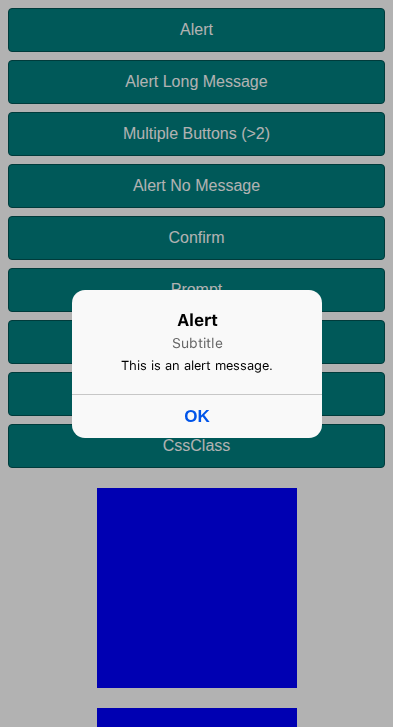 Alert
Alert Long Message
Multiple Buttons (>2)
Alert No Message
Confirm
Prompt
Alert
Subtitle
This is an alert message.
OK
CssClass